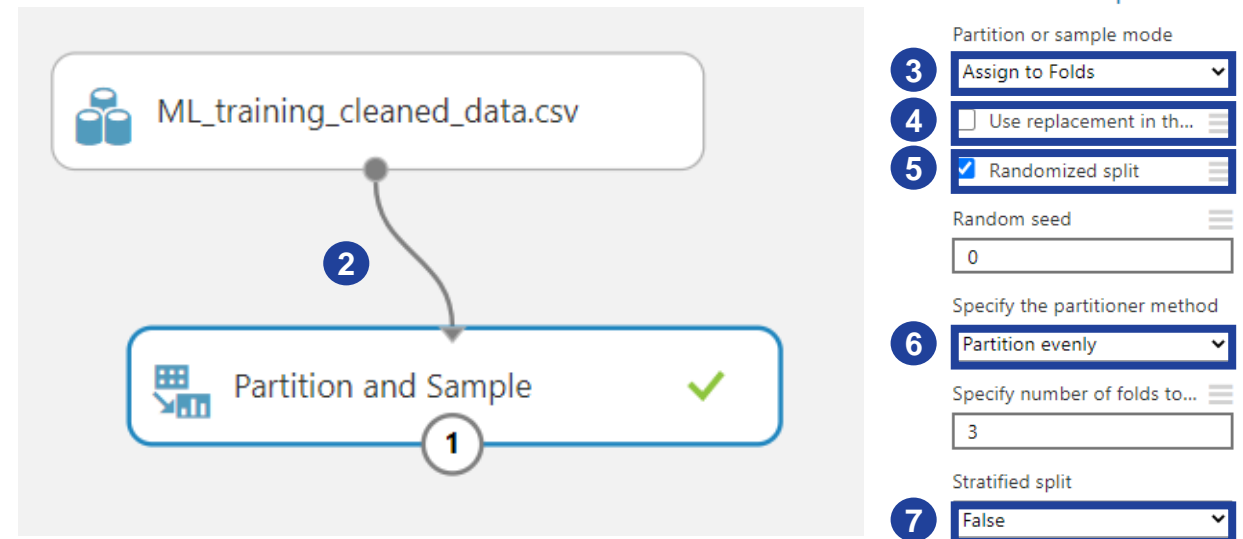 ML_training_cleaned_data.csv
2
Partition and Sample
1
Partition or sample mode
3
Assign to Folds
4
Use replacement in th...
5
Randomized split
Random seed
0
Specify the partitioner method
6
Partition evenly
Specify number of folds to...
3
Stratified split
7
False